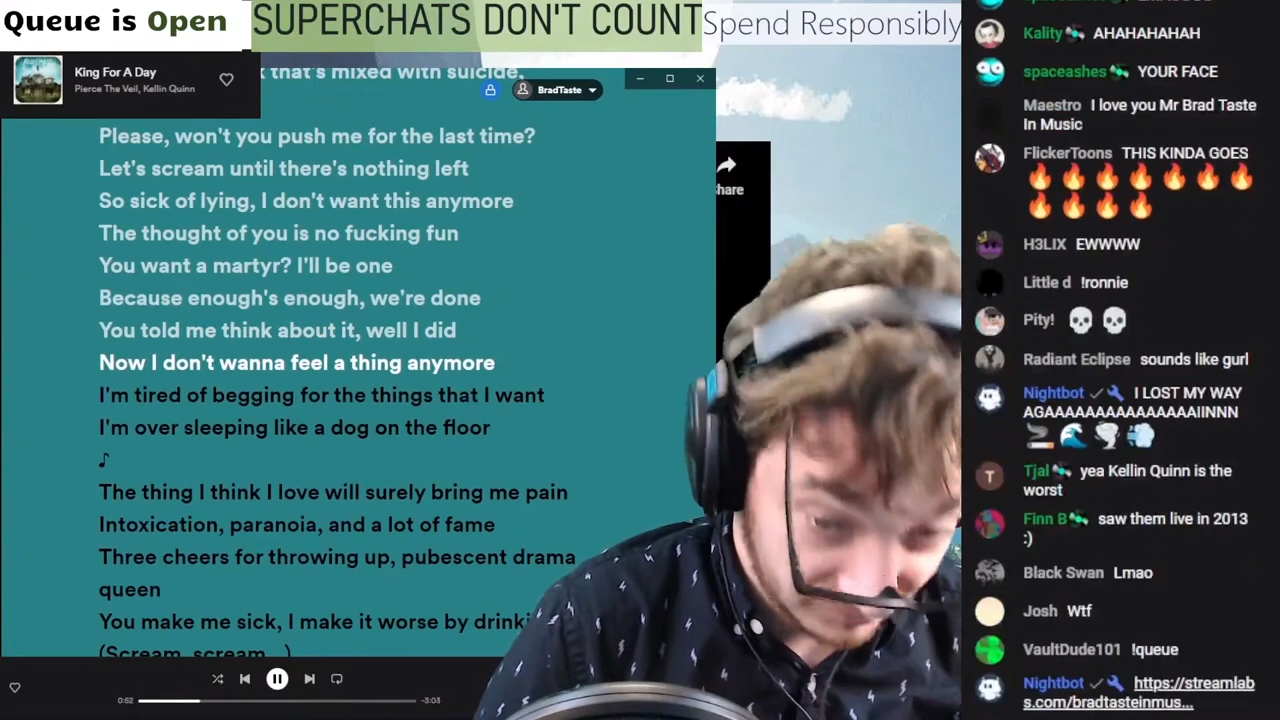 Queue is Open
SUPERCHATS DON'T COUNT
Spend Responsibly
King For A Day
Pierce The Veil, Kellin Quinn
that's mixed with suicide,
BradTaste
Please, won't you push me for the last time?
Let's scream until there's nothing left
So sick of lying, I don't want this anymore
The thought of you is no fucking fun
You want a martyr? I'll be one
Because enough's enough, we're done
You told me think about it, well I did
Now I don't wanna feel a thing anymore
I'm tired of begging for the things that I want
I'm over sleeping like a dog on the floor
♪
The thing I think I love will surely bring me pain
Intoxication, paranoia, and a lot of fame
Three cheers for throwing up, pubescent drama
queen
You make me sick, I make it worse by drinki
(Scream, scream...)
0:52
-3:03
hare
Kality AHAHAHAHAH
spaceashes YOUR FACE
Maestro I love you Mr Brad Taste
In Music
FlickerToons THIS KINDA GOES
🔥🔥🔥🔥🔥🔥🔥
🔥🔥🔥🔥
H3LIX EWWWW
Little d !ronnie
Pity! 💀💀
Radiant Eclipse sounds like gurl
Nightbot I LOST MY WAY
AGAAAAAAAAAAAAAAAIIINNN
🚬🌊🌪️💨
Tjal yea Kellin Quinn is the
worst
Finn B saw them live in 2013
:)
Black Swan Lmao
Josh Wtf
VaultDude101 !queue
Nightbot https://streamlab
s.com/bradtasteinmus...